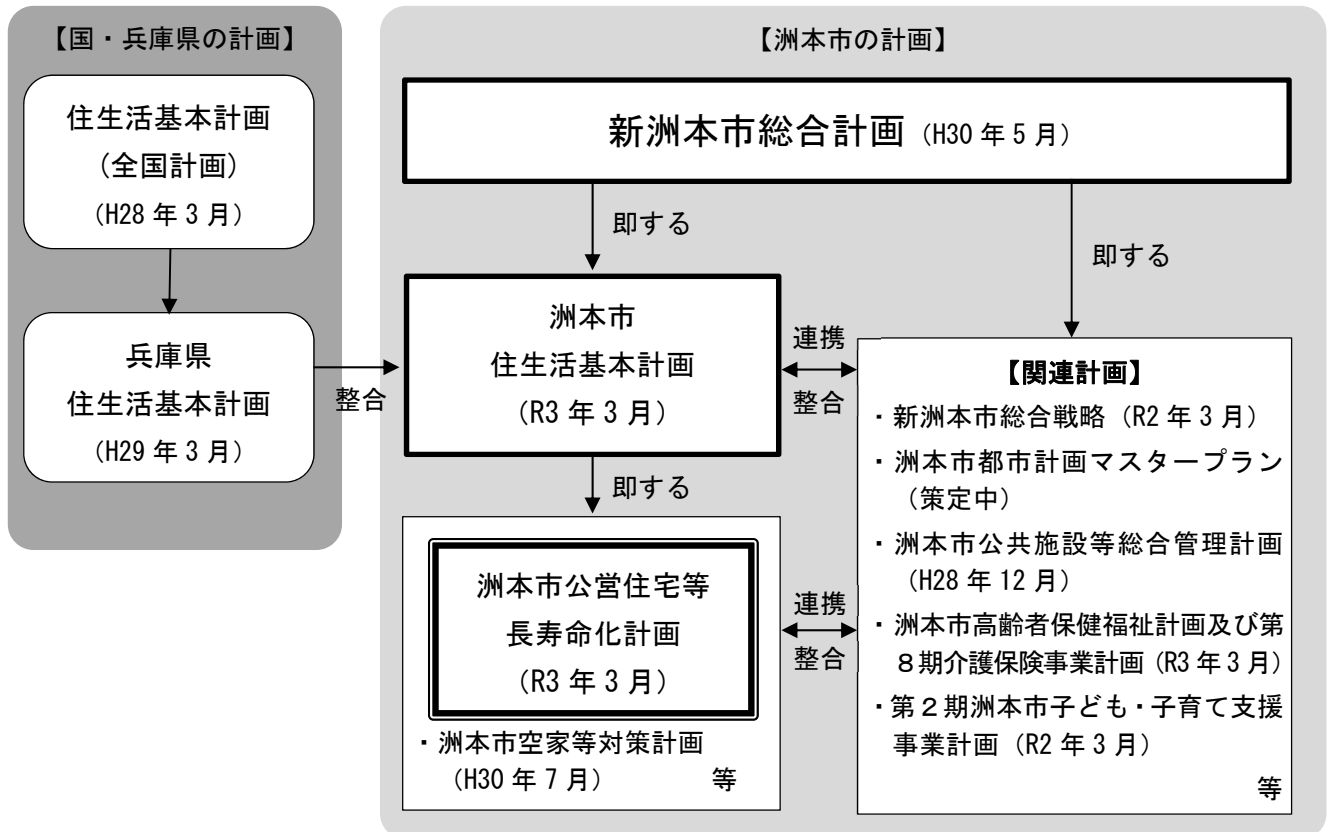 【国・兵庫県の計画】
住生活基本計画
(全国計画)
(H28 年 3 月)
兵庫県
住生活基本計画
(H29 年 3 月)
整合
【洲本市の計画】
新洲本市総合計画 (H30 年 5 月)
即する
即する
洲本市
住生活基本計画
(R3 年 3 月)
連携
整合
即する
洲本市公営住宅等
長寿命化計画
(R3 年 3 月)
・洲本市空家等対策計画
(H30 年 7 月) 等
連携
整合
【関連計画】
・新洲本市総合戦略 (R2 年 3 月)
・洲本市都市計画マスタープラン
(策定中)
・洲本市公共施設等総合管理計画
(H28 年 12 月)
・洲本市高齢者保健福祉計画及び第
８期介護保険事業計画 (R3 年 3 月)
・第２期洲本市子ども・子育て支援
事業計画 (R2 年 3 月)
等